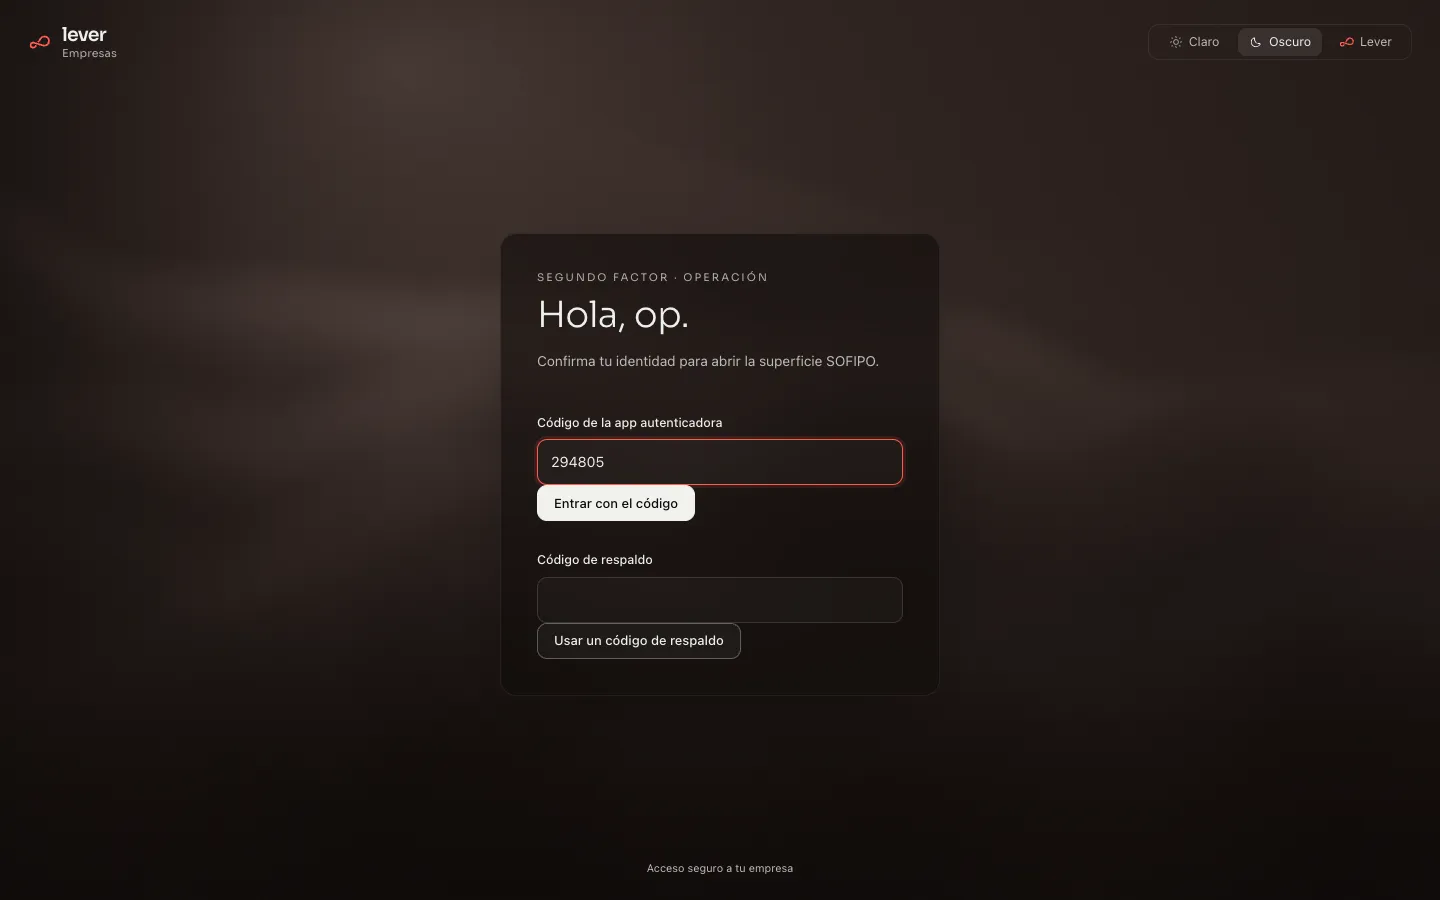 lever
Empresas
Claro
Oscuro
Lever
SEGUNDO FACTOR · OPERACIÓN
Hola, op.
Confirma tu identidad para abrir la superficie SOFIPO.
Código de la app autenticadora
294805
Entrar con el código
Código de respaldo
Usar un código de respaldo
Acceso seguro a tu empresa